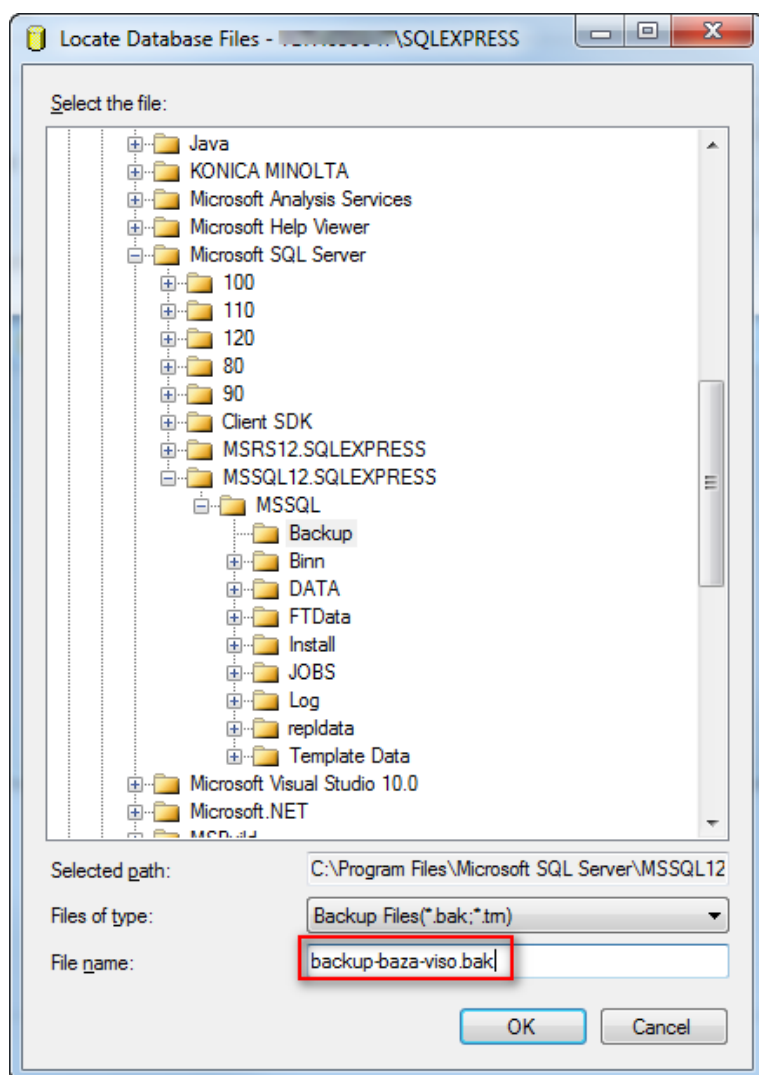 Locate Database Files - \SQLEXPRESS
Select the file:
Java
KONICA MINOLTA
Microsoft Analysis Services
Microsoft Help Viewer
Microsoft SQL Server
100
110
120
80
90
Client SDK
MSRS12.SQLEXPRESS
MSSQL12.SQLEXPRESS
MSSQL
Backup
Binn
DATA
FTData
Install
JOBS
Log
repldata
Template Data
Microsoft Visual Studio 10.0
Microsoft.NET
MSBuild
Selected path: C:\Program Files\Microsoft SQL Server\MSSQL12
Files of type: Backup Files(*.bak;*.trn)
File name: backup-baza-viso.bak
OK Cancel